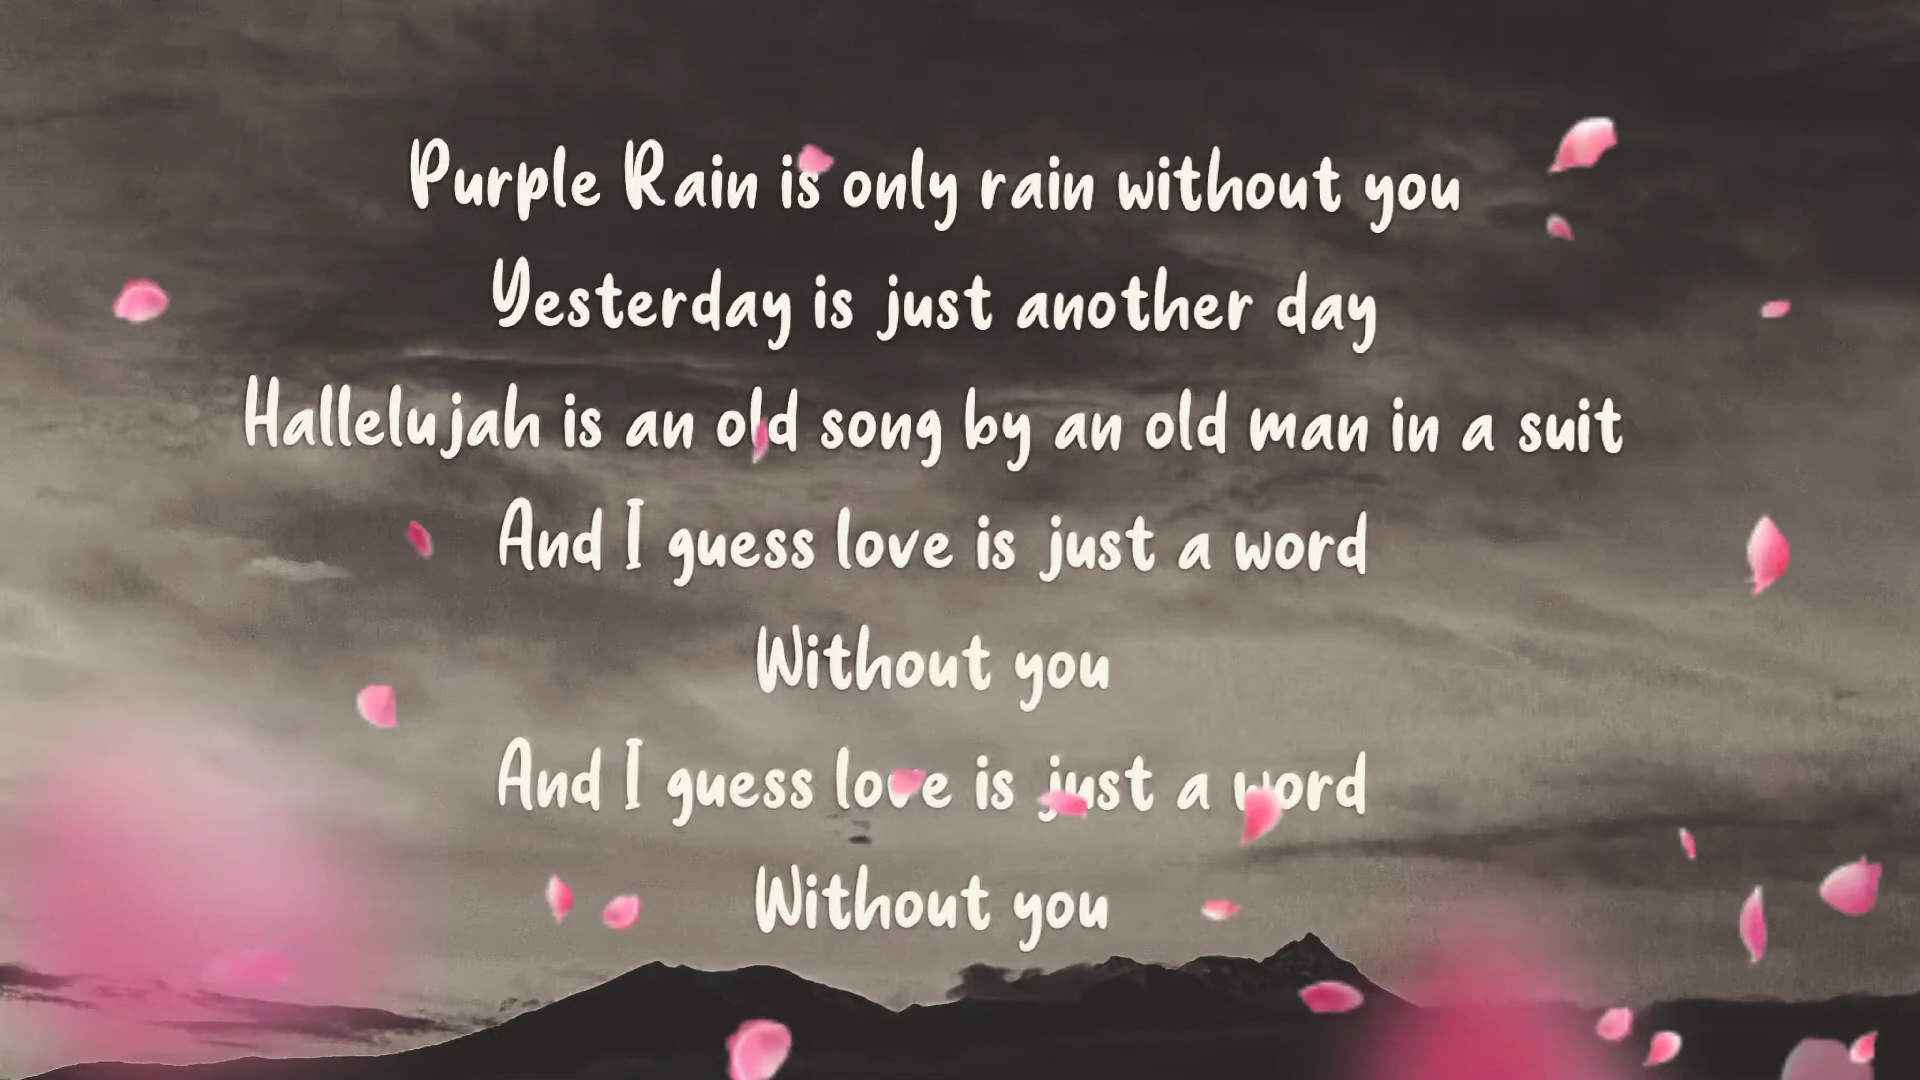 Purple Rain is only rain without you
Yesterday is just another day
Hallelujah is an old song by an old man in a suit
And I guess love is just a word
Without you
And I guess love is just a word
Without you